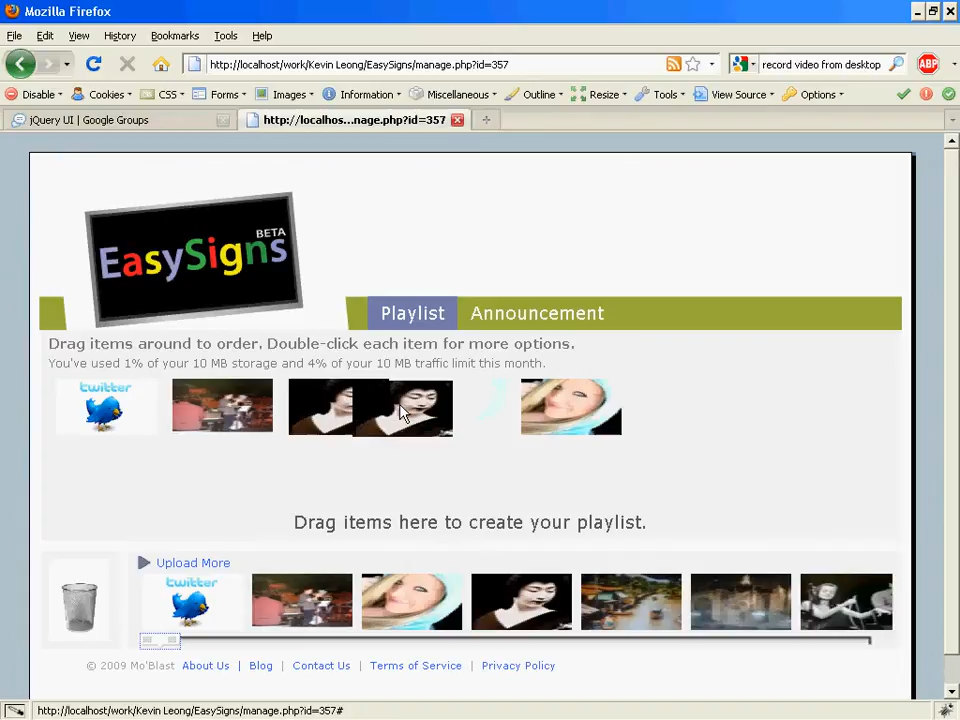 Mozilla Firefox
File Edit View History Bookmarks Tools Help
http://localhost/work/Kevin Leong/EasySigns/manage.php?id=357
record video from desktop
ABP
Disable Cookies CSS Forms Images Information Miscellaneous Outline Resize Tools View Source Options
jQuery UI | Google Groups
http://localhos...nage.php?id=357
EasySigns
BETA
Playlist Announcement
Drag items around to order. Double-click each item for more options.
You've used 1% of your 10 MB storage and 4% of your 10 MB traffic limit this month.
twitter
Drag items here to create your playlist.
Upload More
twitter
© 2009 Mo'Blast About Us | Blog | Contact Us | Terms of Service | Privacy Policy
http://localhost/work/Kevin Leong/EasySigns/manage.php?id=357#